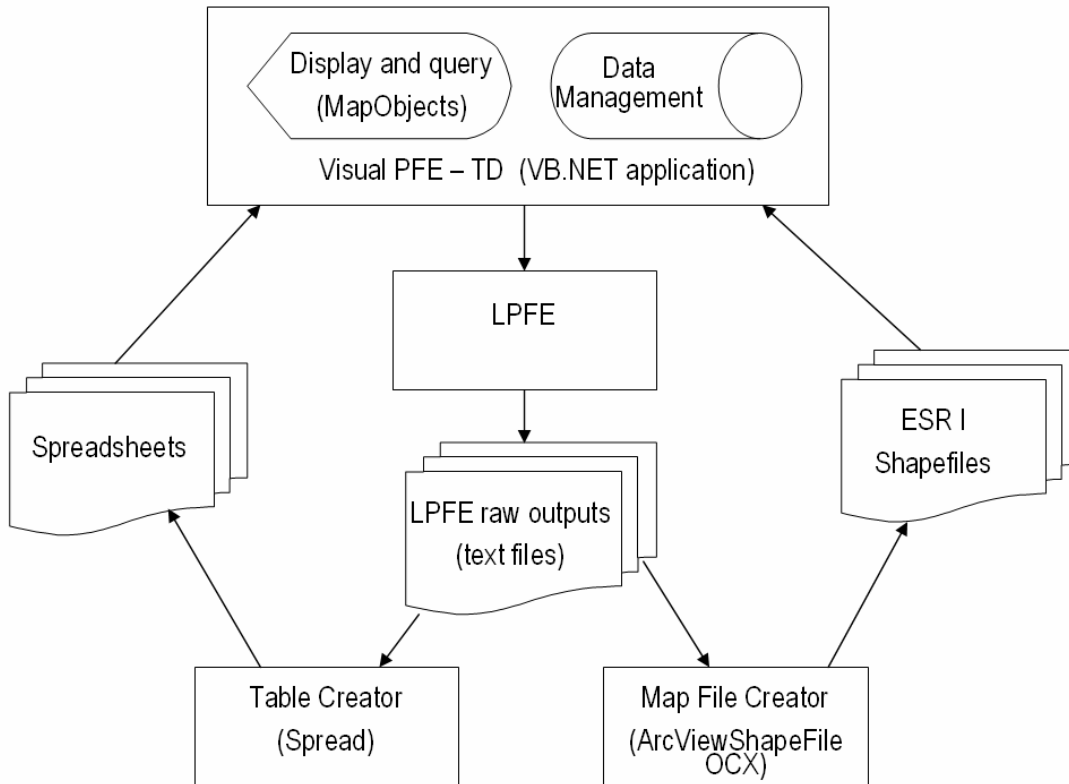 Display and query
(MapObjects)
Data
Management
Visual PFE – TD (VB.NET application)
LPFE
Spreadsheets
LPFE raw outputs
(text files)
ESR I
Shapefiles
Table Creator
(Spread)
Map File Creator
(ArcViewShapeFile
OCX)